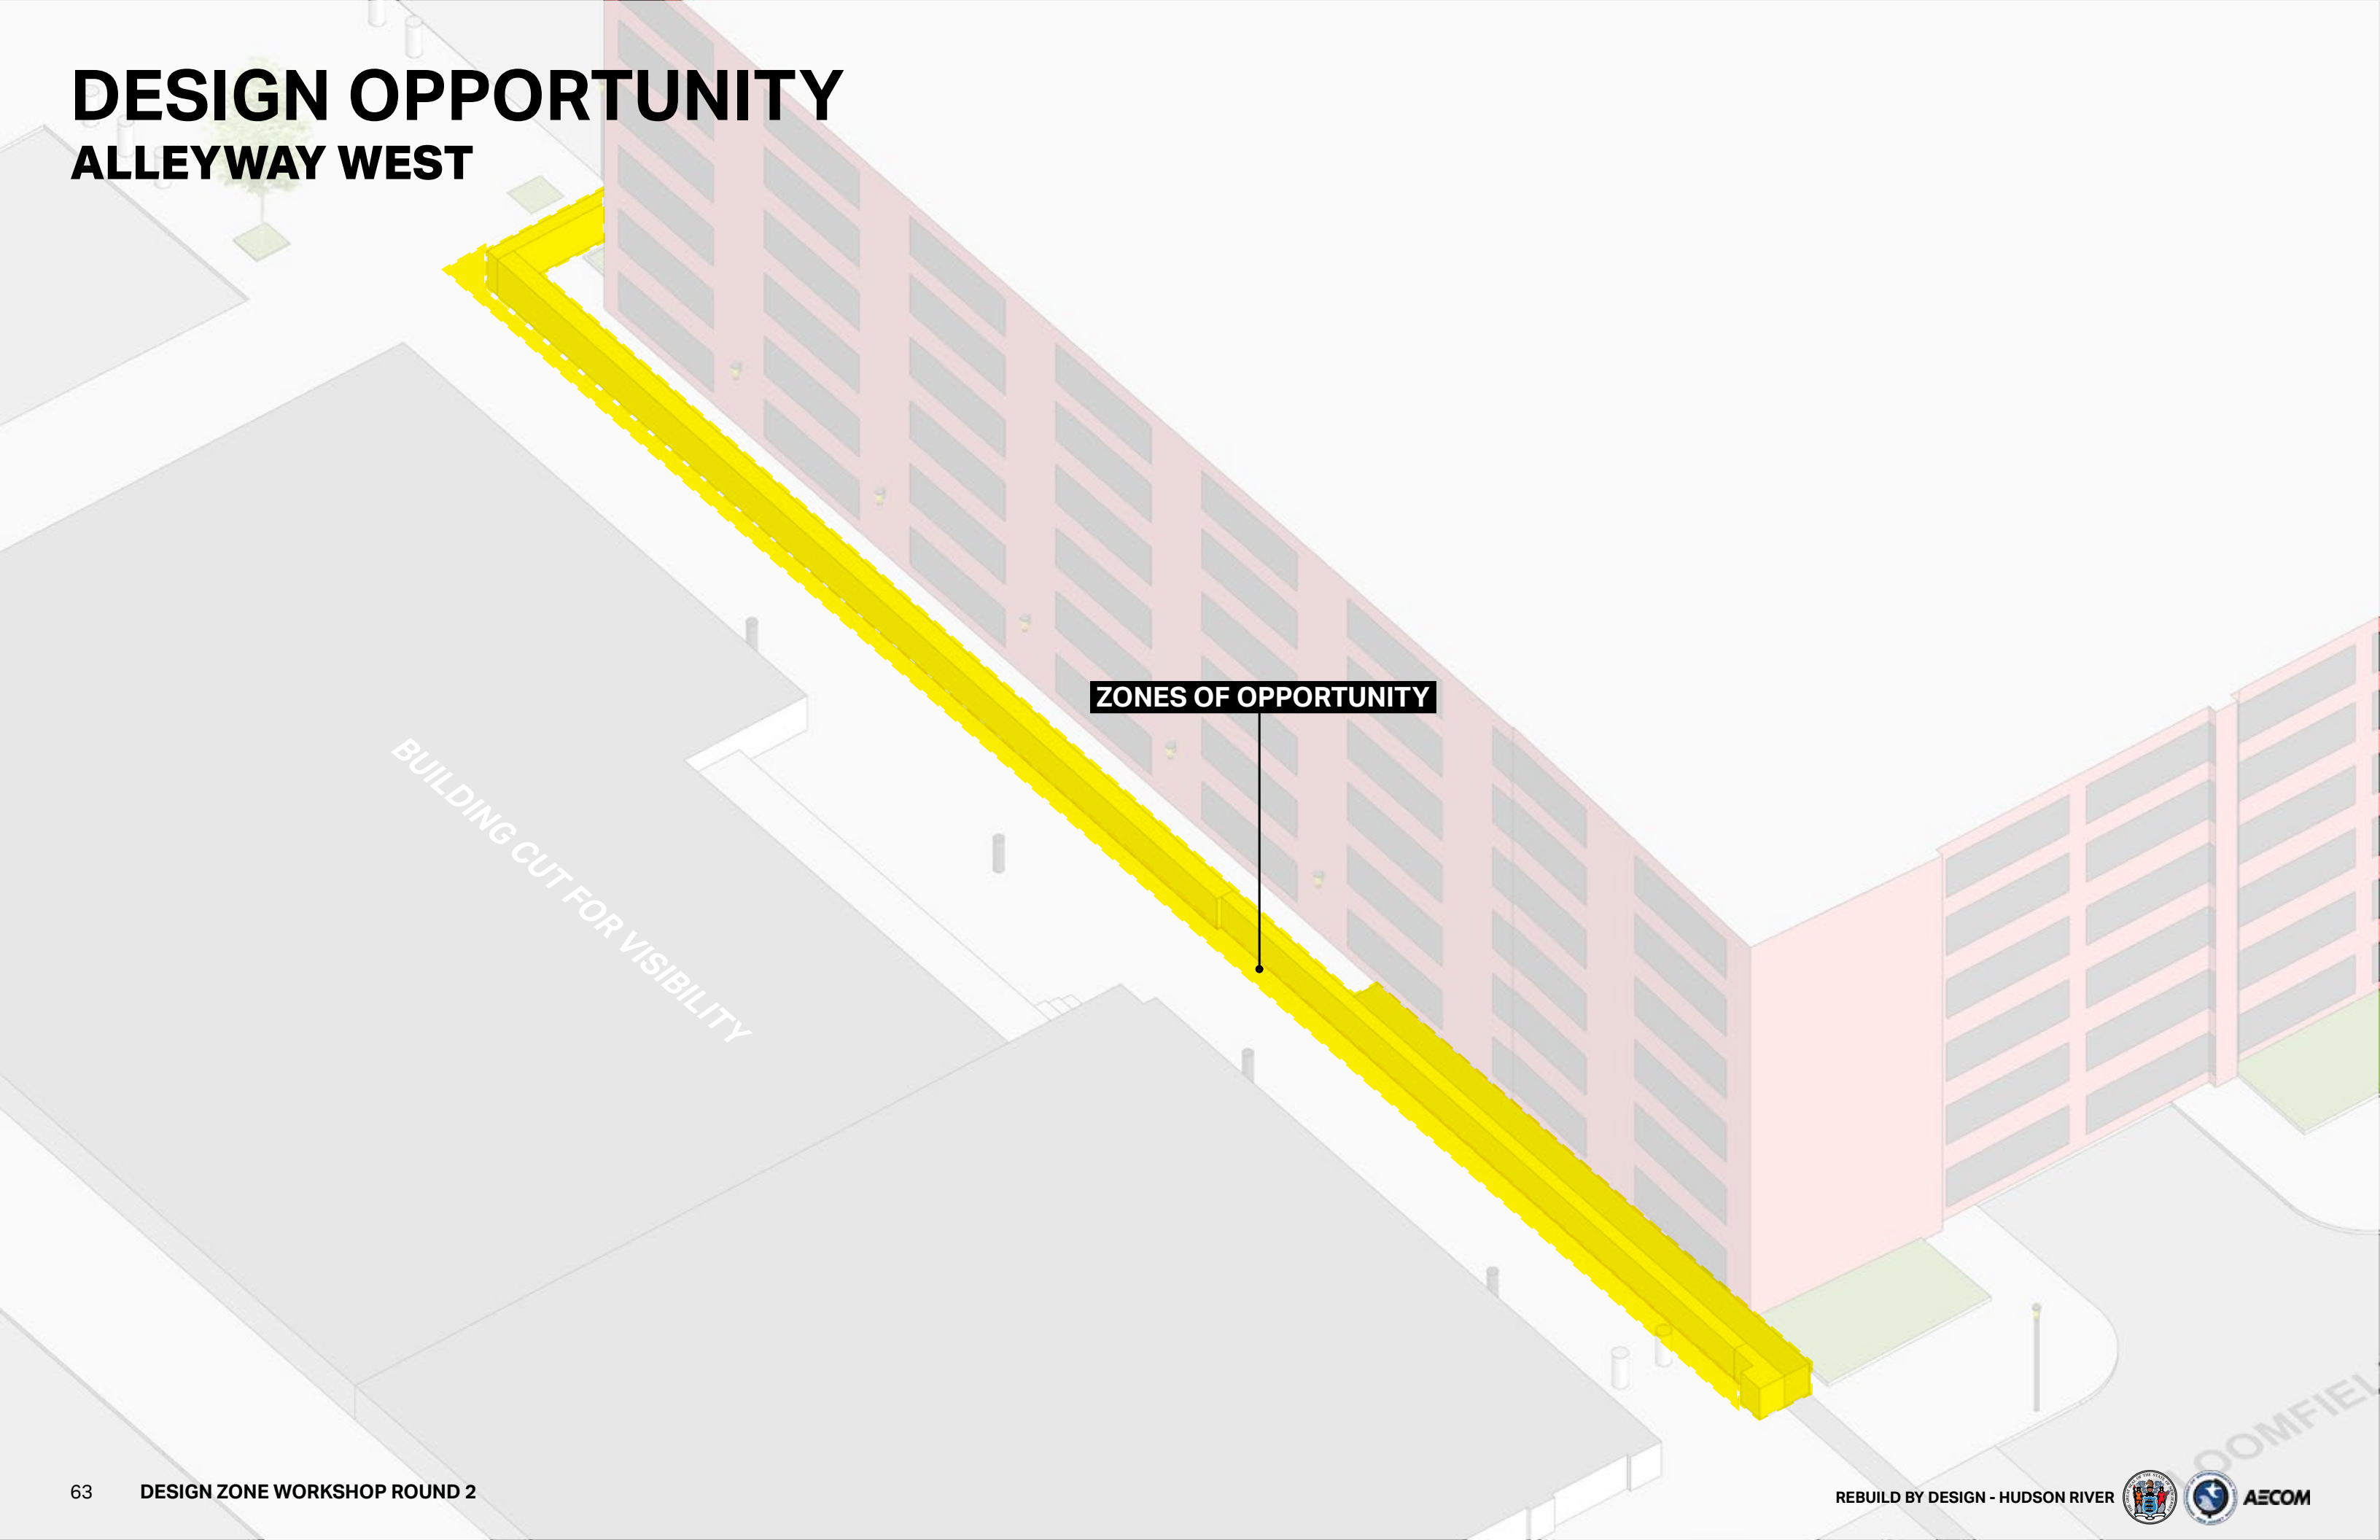 DESIGN OPPORTUNITY
ALLEYWAY WEST
ZONES OF OPPORTUNITY
BUILDING CUT FOR VISIBILITY
LOOMFIEL
63 DESIGN ZONE WORKSHOP ROUND 2
REBUILD BY DESIGN - HUDSON RIVER
AECOM